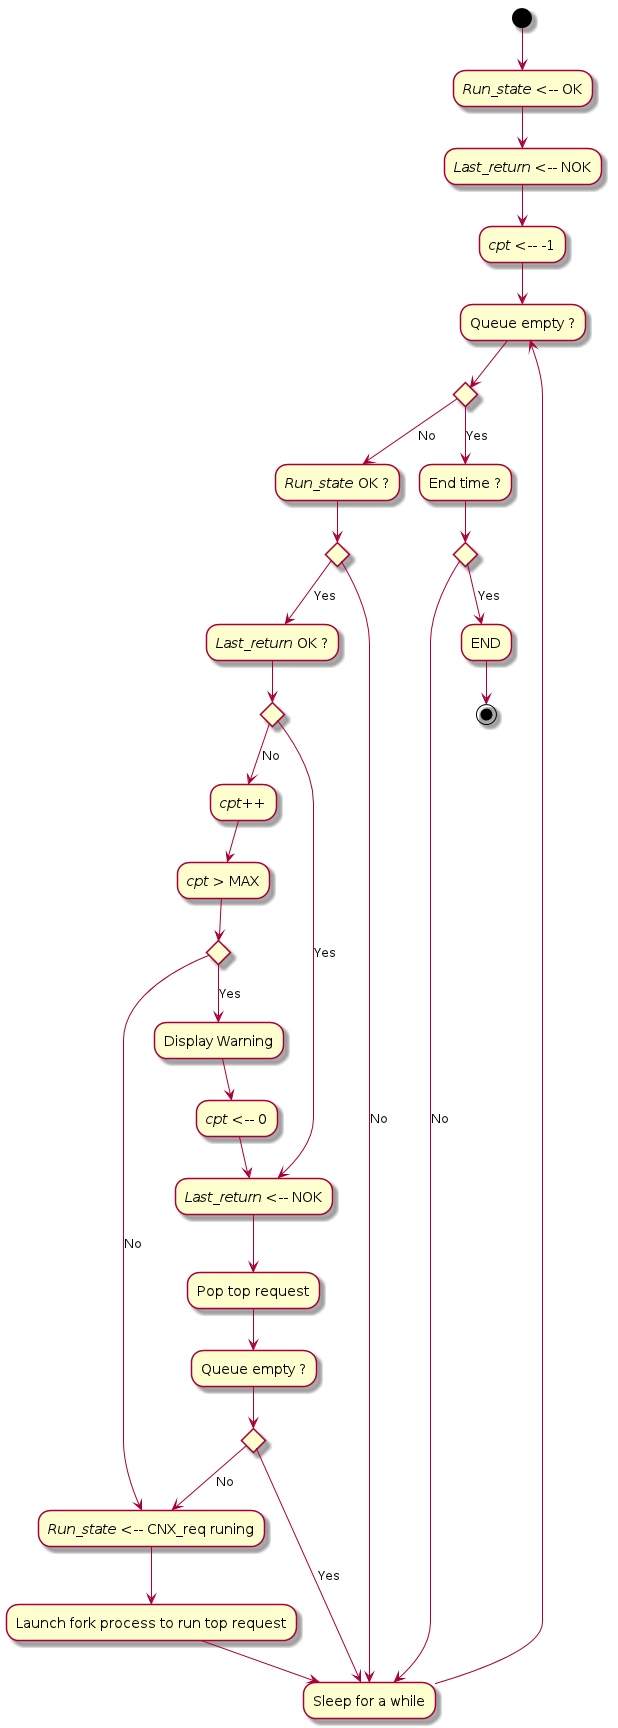 Run_state <-- OK
Last_return <-- NOK
cpt <-- -1
Queue empty ?
No
Yes
Run_state OK ?
End time ?
Yes
Yes
Last_return OK ?
END
No
cpt++
cpt > MAX
Yes
Yes
Display Warning
cpt <-- 0
No
No
Last_return <-- NOK
No
Pop top request
Queue empty ?
No
Run_state <-- CNX_req runing
Yes
Launch fork process to run top request
Sleep for a while